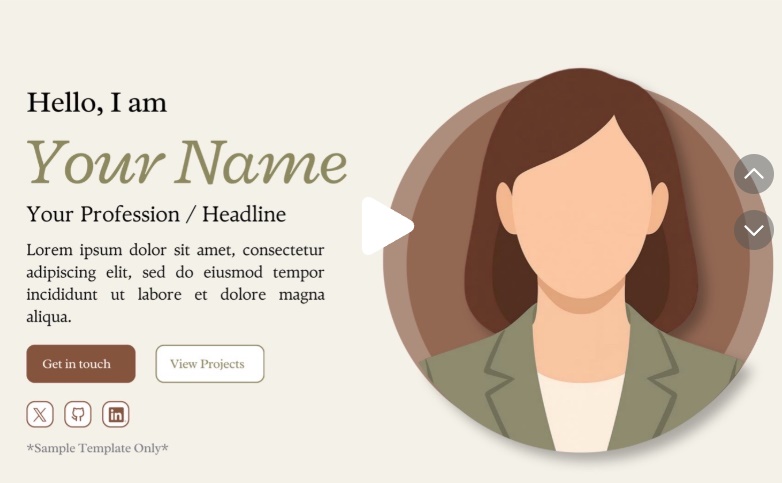 Hello, I am
Your Name
Your Profession / Headline
Lorem ipsum dolor sit amet, consectetur
adipiscing elit, sed do eiusmod tempor
incididunt ut labore et dolore magna
aliqua.
Get in touch
View Projects
*Sample Template Only*